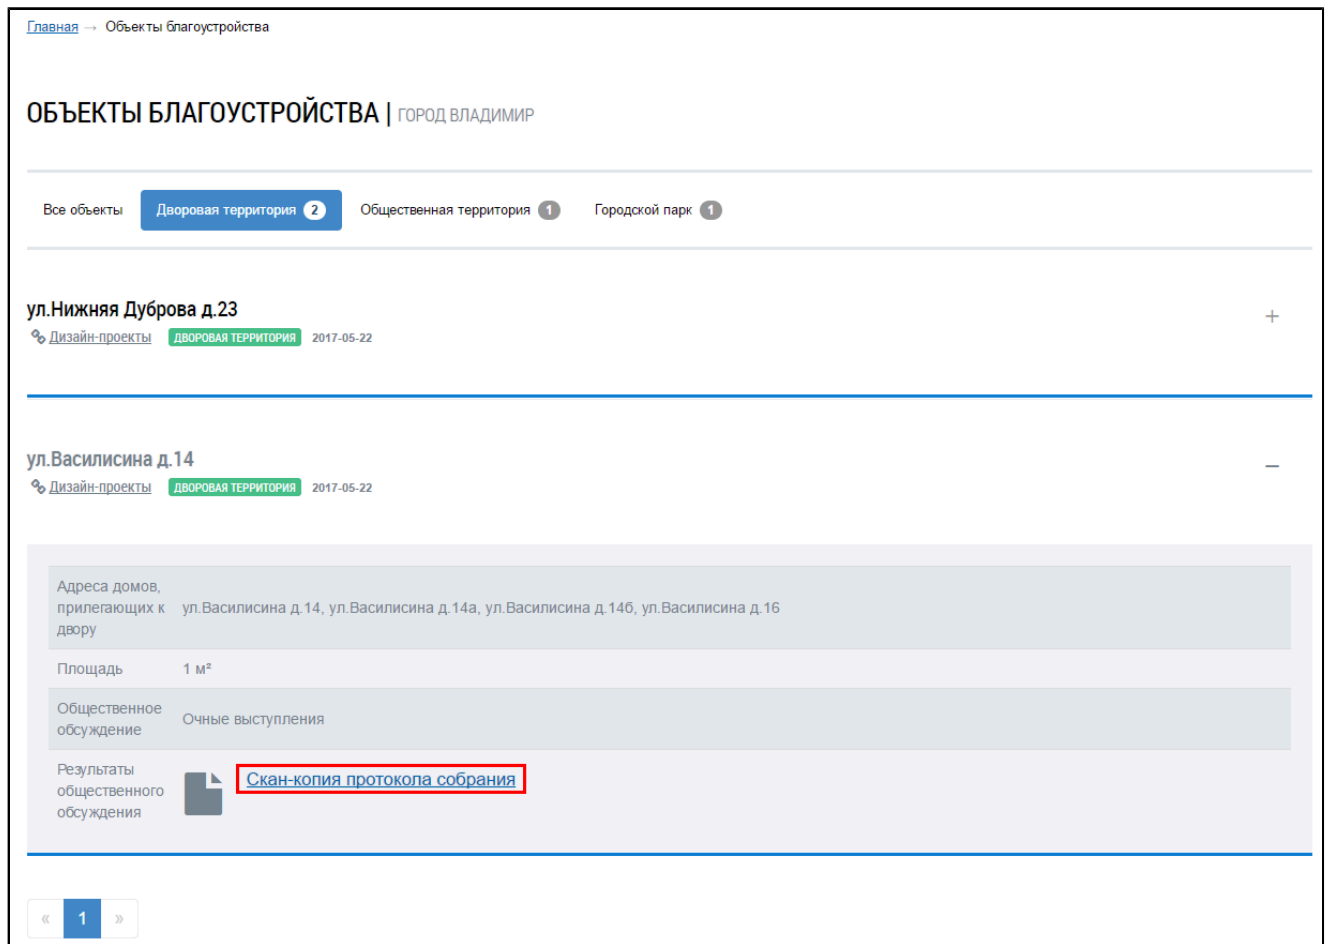 Главная → Объекты благоустройства
ОБЪЕКТЫ БЛАГОУСТРОЙСТВА | ГОРОД ВЛАДИМИР
Все объекты Дворовая территория 2 Общественная территория 1 Городской парк 1
ул.Нижняя Дуброва д.23
+
Дизайн-проекты ДВОРОВАЯ ТЕРРИТОРИЯ 2017-05-22
ул.Василисина д.14
–
Дизайн-проекты ДВОРОВАЯ ТЕРРИТОРИЯ 2017-05-22
Адреса домов,
прилегающих к
двору
ул.Василисина д.14, ул.Василисина д.14а, ул.Василисина д.14б, ул.Василисина д.16
Площадь 1 м²
Общественное
обсуждение
Очные выступления
Результаты
общественного
обсуждения
Скан-копия протокола собрания
« 1 »